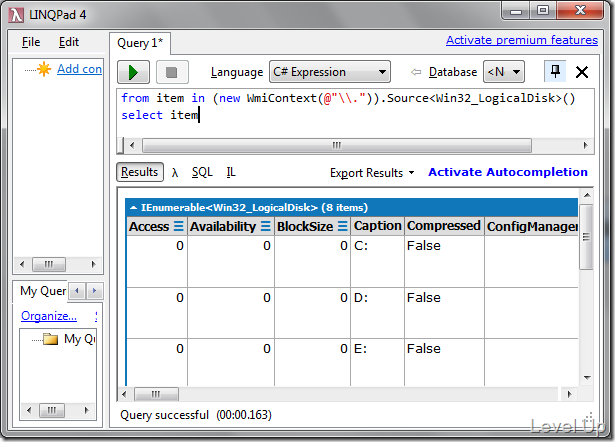 LINQPad 4
File Edit
Query 1*
Activate premium features
Add con
Language C# Expression Database <N
from item in (new WmiContext(@"\\.")).Source<Win32_LogicalDisk>()
select item
Results λ SQL IL Export Results Activate Autocompletion
IEnumerable<Win32_LogicalDisk> (8 items)
Access Availability BlockSize Caption Compressed ConfigManager
0 0 0 C: False
0 0 0 D: False
0 0 0 E: False
My Quer
Organize...
My Qu
Query successful (00:00.163)
Level Up